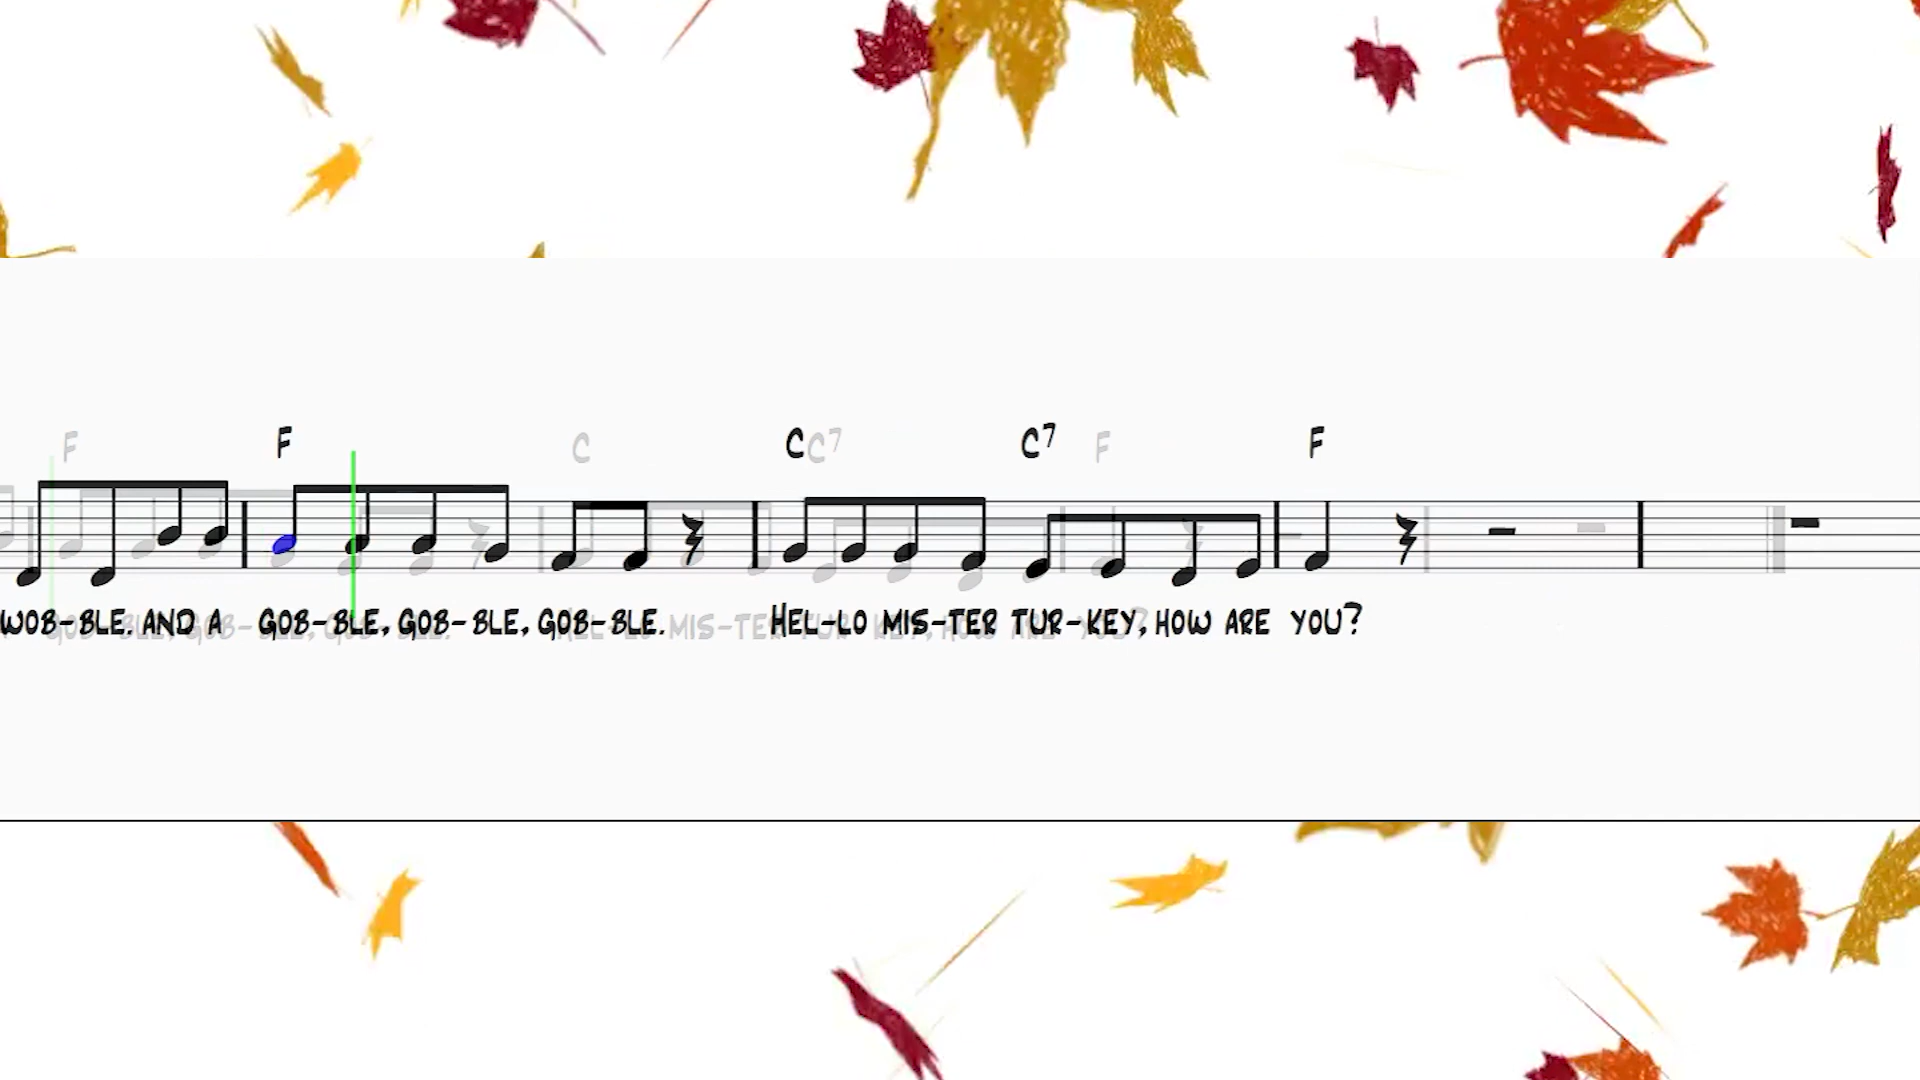 F F C C C7 C7 F F
WOB-BLE. AND A GOB-BLE, GOB-BLE, GOB-BLE. HEL-LO MIS-TER TUR-KEY, HOW ARE YOU?